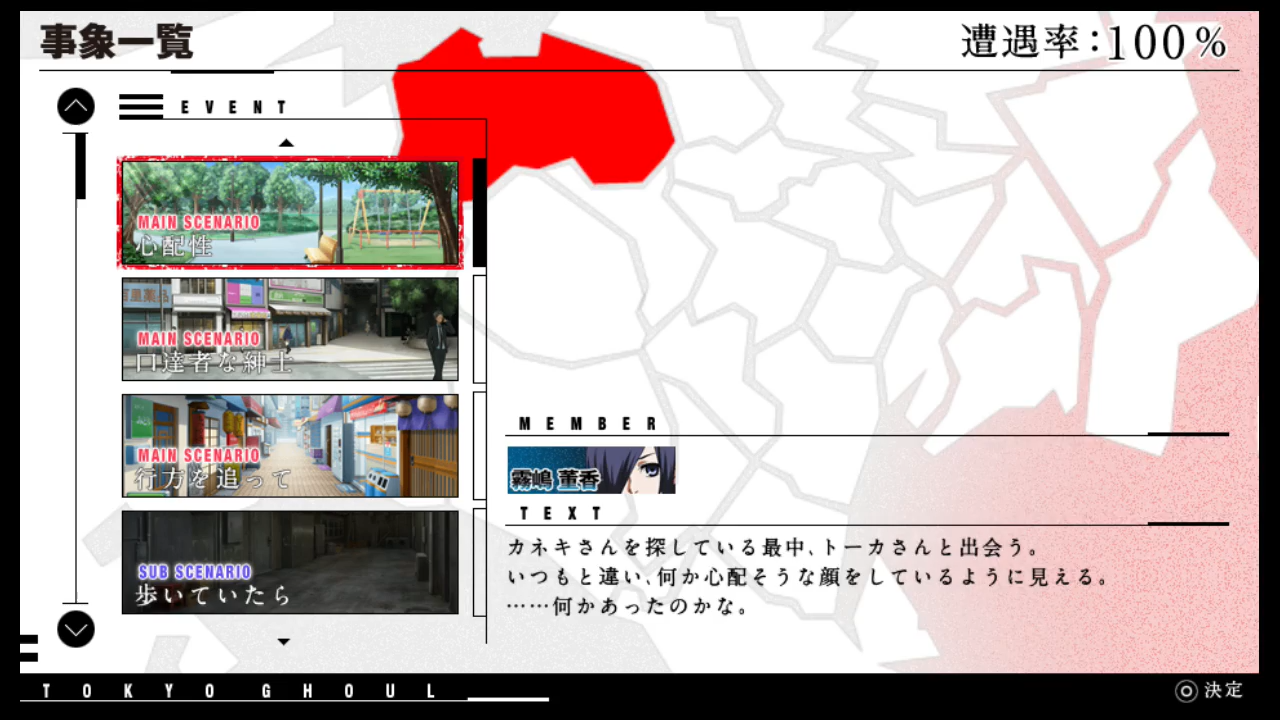 事象一覧
遭遇率:100%
EVENT
MAIN SCENARIO
心配性
MAIN SCENARIO
口達者な紳士
MAIN SCENARIO
行方を追って
SUB SCENARIO
歩いていたら
MEMBER
霧嶋 董香
TEXT
カネキさんを探している最中、トーカさんと出会う。
いつもと違い、何か心配そうな顔をしているように見える。
……何かあったのかな。
TOKYO GHOUL
決定